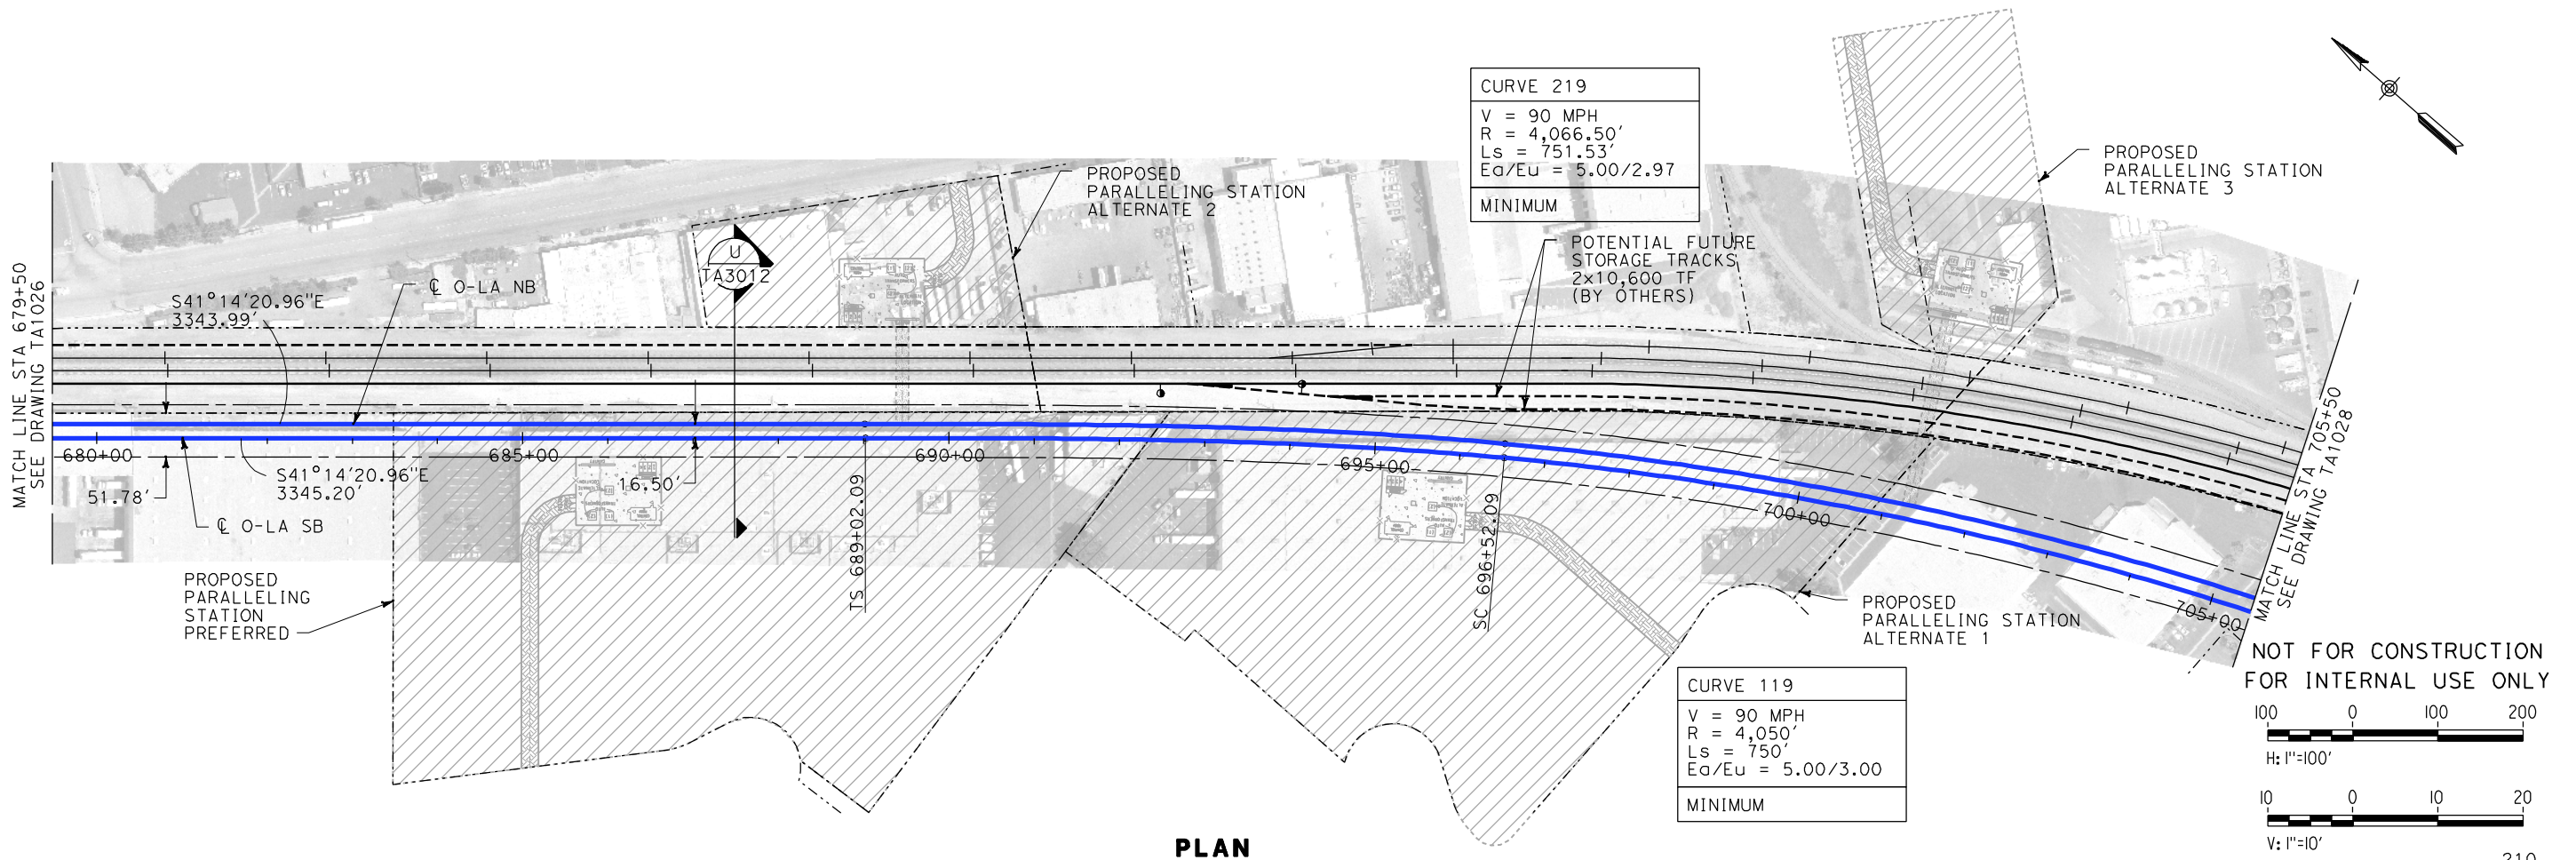 CURVE 219
V = 90 MPH
R = 4,066.50'
Ls = 751.53'
Ea/Eu = 5.00/2.97
MINIMUM
PROPOSED
PARALLELING STATION
ALTERNATE 2
PROPOSED
PARALLELING STATION
ALTERNATE 3
POTENTIAL FUTURE
STORAGE TRACKS
2x10,600 TF
(BY OTHERS)
U
TA3012
MATCH LINE STA 679+50
SEE DRAWING TA1026
S41°14'20.96"E
3343.99'
℄ O-LA NB
680+00
685+00
690+00
695+00
700+00
705+00
S41°14'20.96"E
3345.20'
51.78'
16.50'
℄ O-LA SB
TS 689+02.09
SC 696+52.09
MATCH LINE STA 705+50
SEE DRAWING TA1028
PROPOSED
PARALLELING
STATION
PREFERRED
PROPOSED
PARALLELING STATION
ALTERNATE 1
CURVE 119
V = 90 MPH
R = 4,050'
Ls = 750'
Ea/Eu = 5.00/3.00
MINIMUM
NOT FOR CONSTRUCTION
FOR INTERNAL USE ONLY
100 0 100 200
H: 1"=100'
10 0 10 20
V: 1"=10'
210
PLAN